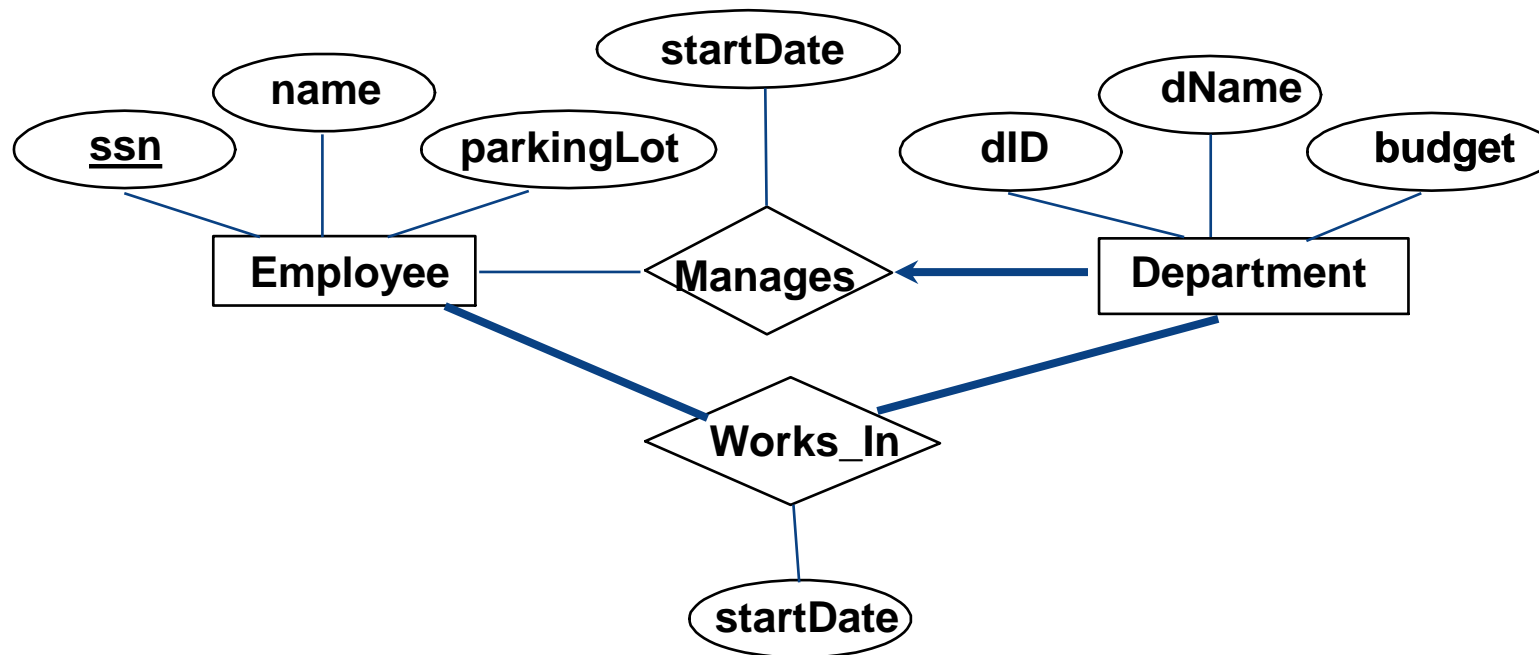 startDate
name
dName
ssn
parkingLot
dID
budget
Employee
Manages
Department
Works_In
startDate